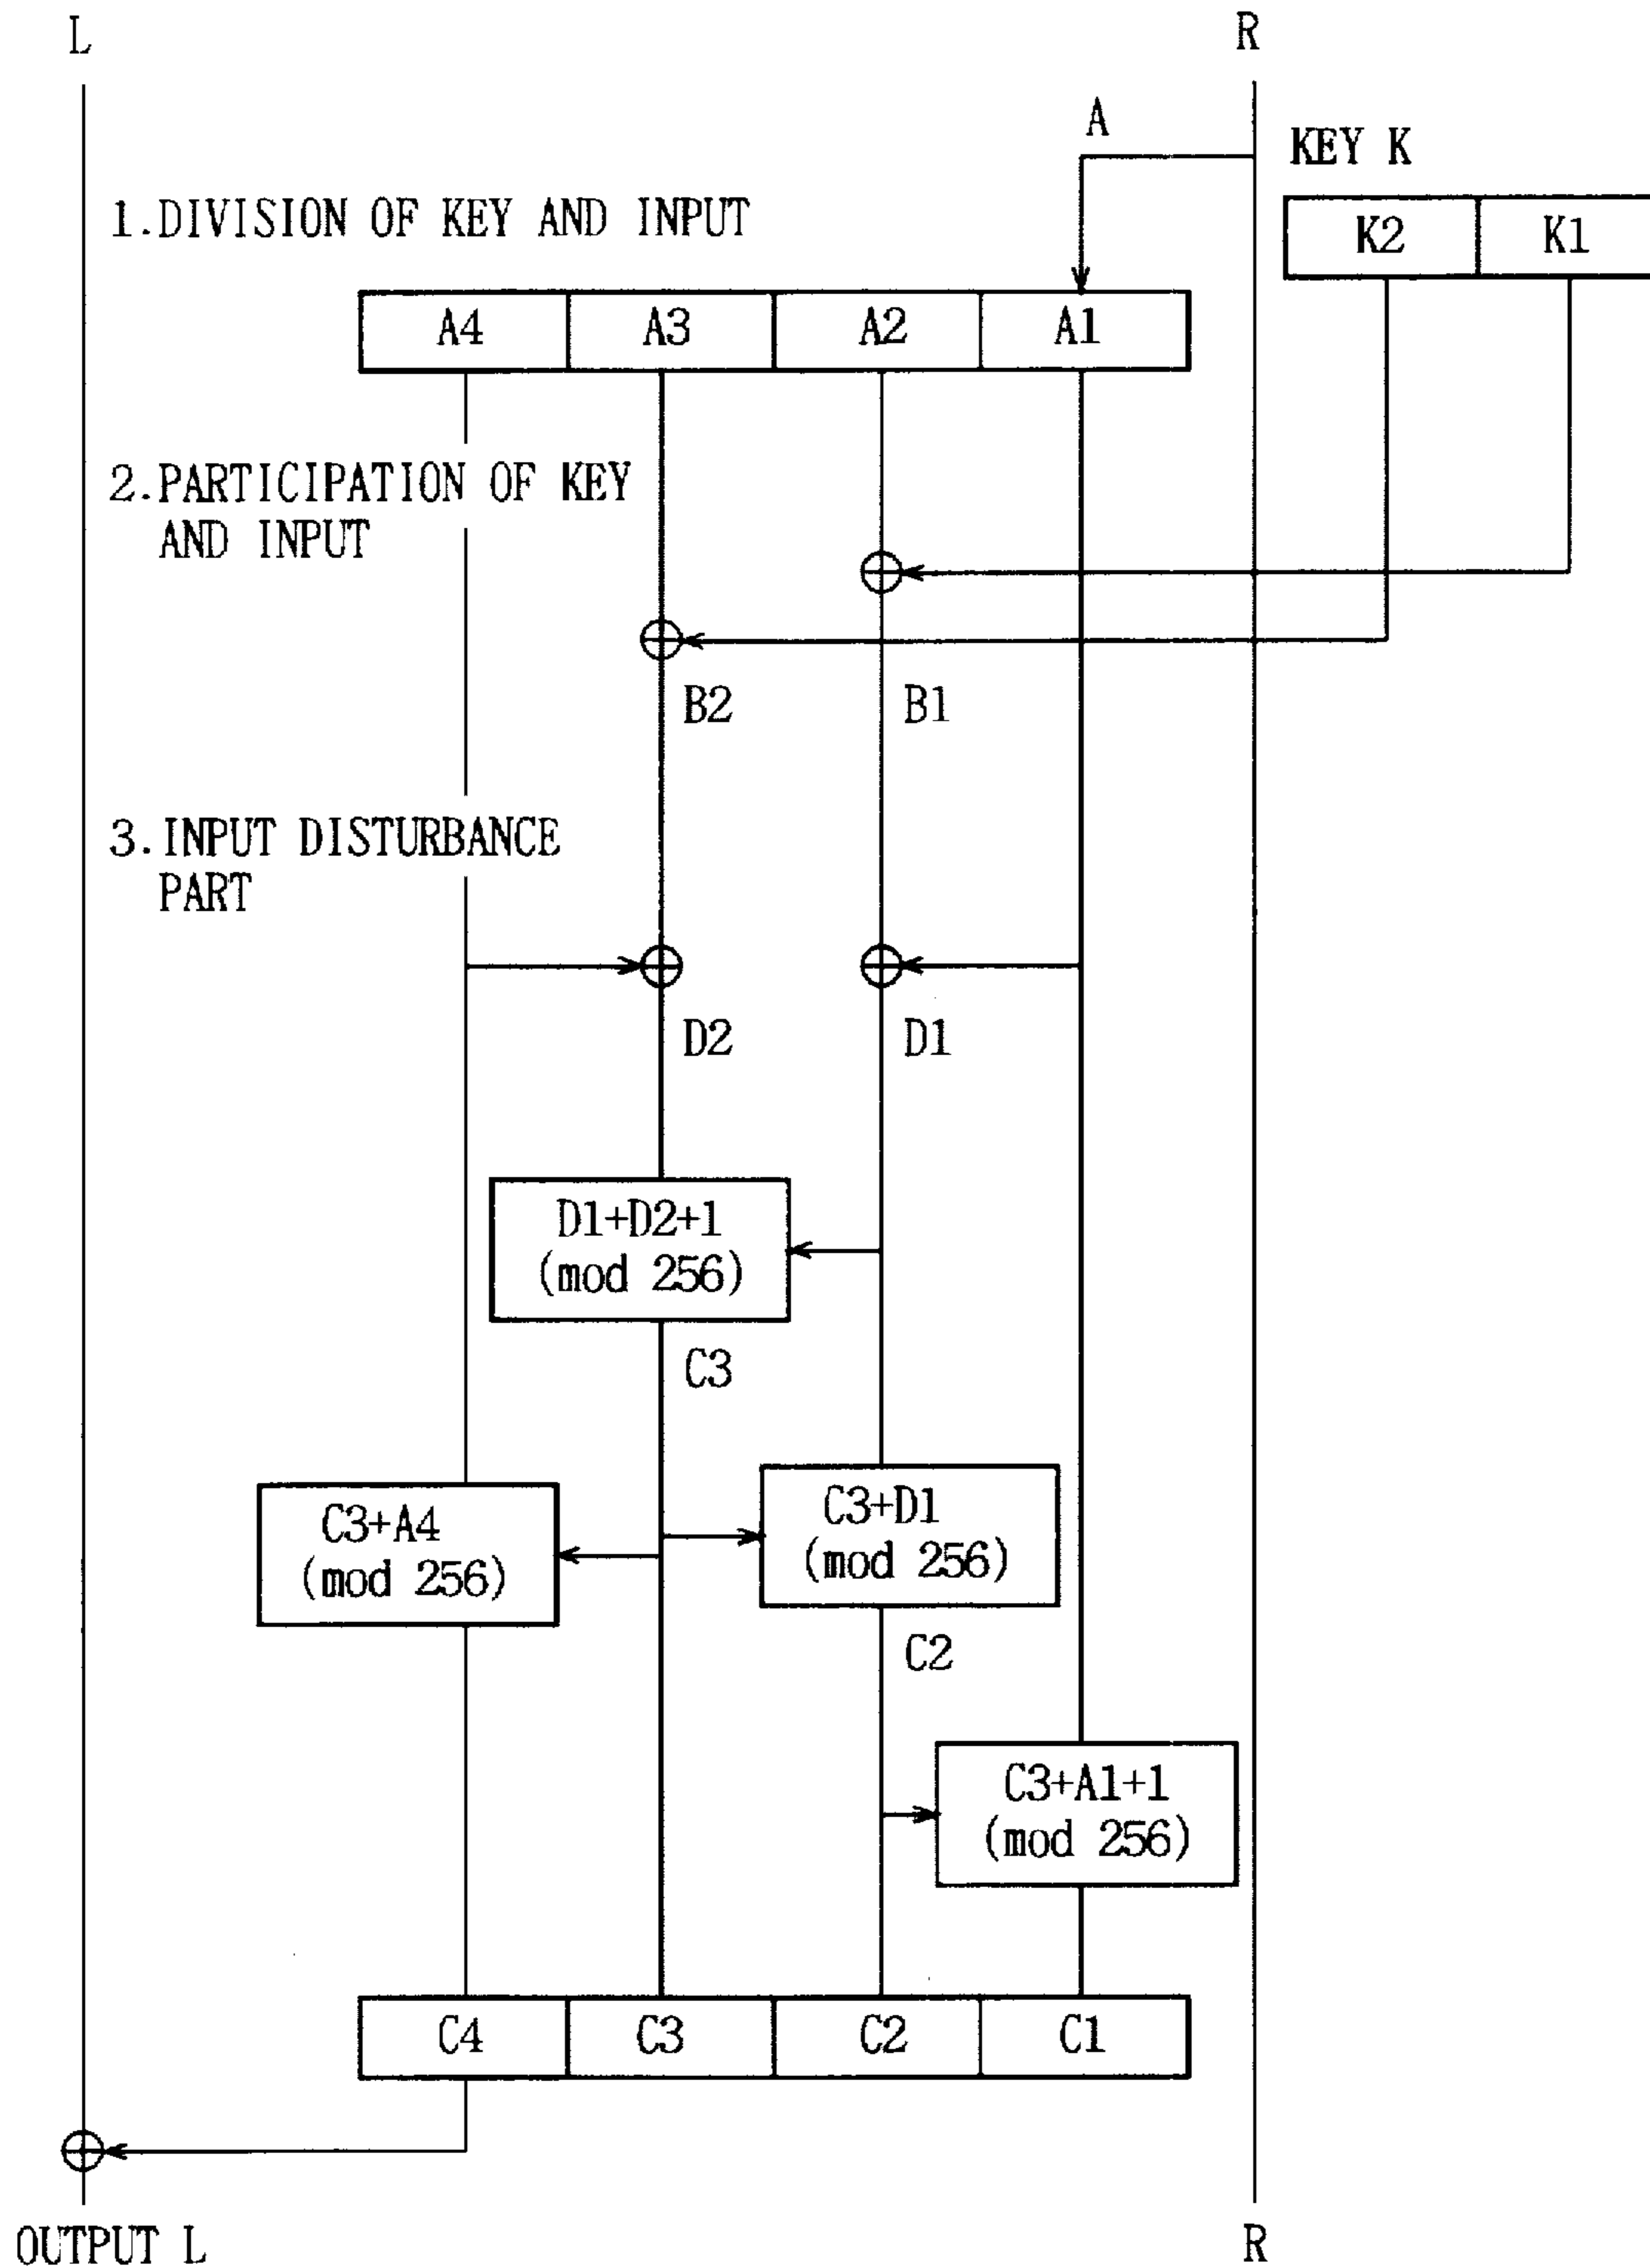 L
R
A
KEY K
1.DIVISION OF KEY AND INPUT
K2
K1
A4
A3
A2
A1
2.PARTICIPATION OF KEY
AND INPUT
B2
B1
3.INPUT DISTURBANCE
PART
D2
D1
D1+D2+1
(mod 256)
C3
C3+A4
(mod 256)
C3+D1
(mod 256)
C2
C3+A1+1
(mod 256)
C4
C3
C2
C1
OUTPUT L
R